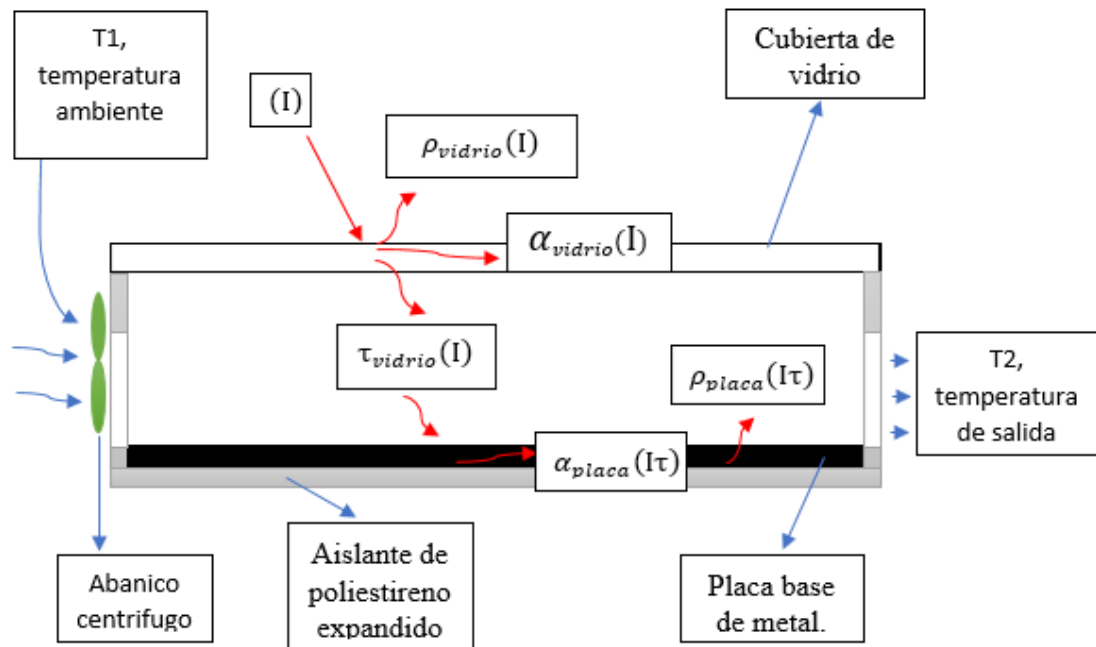 T1,
temperatura
ambiente
(I)
ρvidrio(I)
Cubierta de
vidrio
αvidrio(I)
τvidrio(I)
ρplaca(Iτ)
T2,
temperatura
de salida
αplaca(Iτ)
Abanico
centrifugo
Aislante de
poliestireno
expandido
Placa base
de metal.